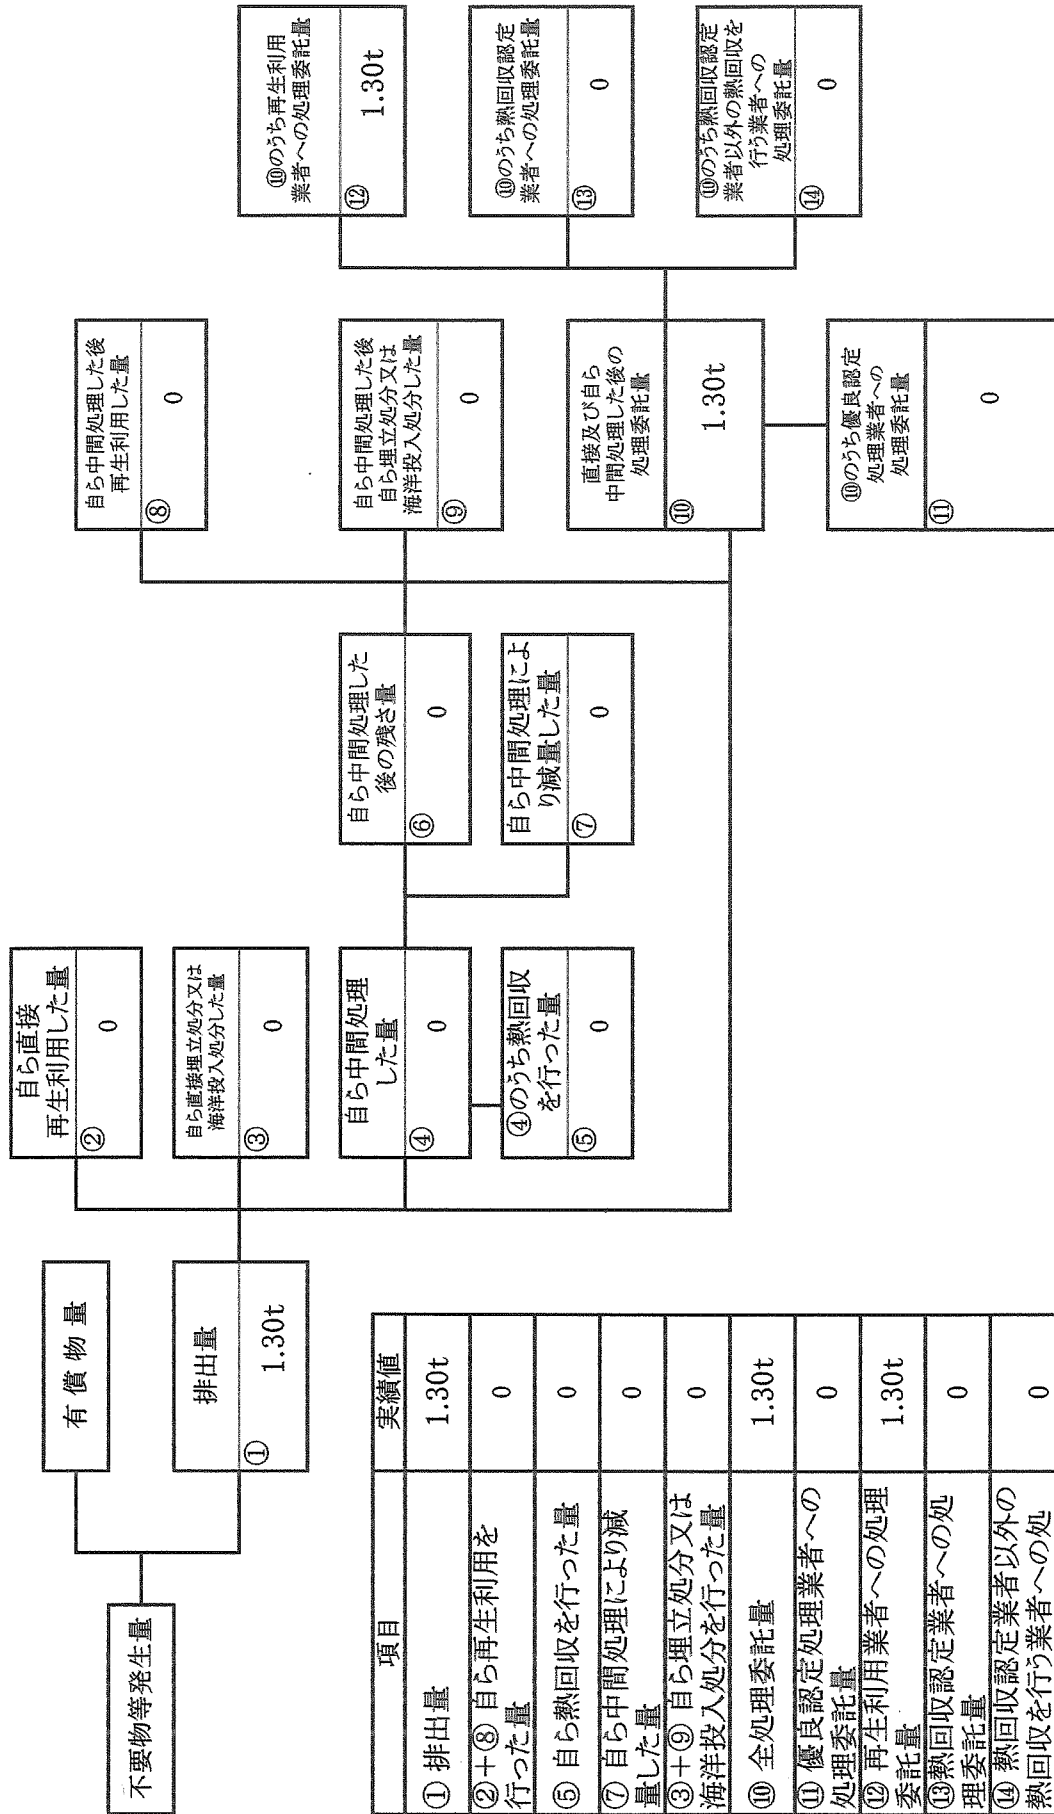 不要物等発生量
有償物量
排出量
①
1.30t
自ら直接
再生利用した量
②
0
自ら直接埋立処分又は
海洋投入処分した量
③
0
自ら中間処理
した量
④
0
④のうち熱回収
を行った量
⑤
0
自ら中間処理した
後の残さ量
⑥
0
自ら中間処理によ
り減量した量
⑦
0
自ら中間処理した後
再生利用した量
⑧
0
自ら中間処理した後
自ら埋立処分又は
海洋投入処分した量
⑨
0
直接及び自ら
中間処理した後の
処理委託量
⑩
1.30t
⑩のうち優良認定
処理業者への
処理委託量
⑪
0
⑩のうち再生利用
業者への処理委託量
⑫
1.30t
⑩のうち熱回収認定
業者への処理委託量
⑬
0
⑩のうち熱回収認定
業者以外の熱回収を
行う業者への
処理委託量
⑭
0
項目 実績値
① 排出量 1.30t
②+⑧ 自ら再生利用を
行った量 0
⑤ 自ら熱回収を行った量 0
⑦ 自ら中間処理により減
量した量 0
③+⑨ 自ら埋立処分又は
海洋投入処分を行った量 0
⑩ 全処理委託量 1.30t
⑪ 優良認定処理業者への
処理委託量 0
⑫ 再生利用業者への処理
委託量 1.30t
⑬熱回収認定業者への処
理委託量 0
⑭ 熱回収認定業者以外の
熱回収を行う業者への処 0